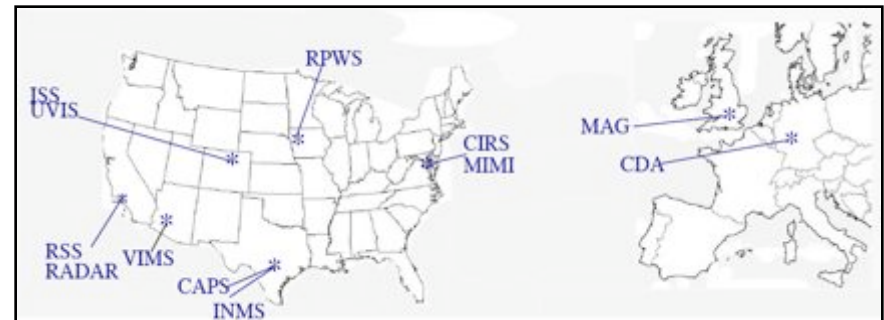 RPWS
ISS
UVIS
CIRS
MIMI
RSS
RADAR
VIMS
CAPS
INMS
MAG
CDA